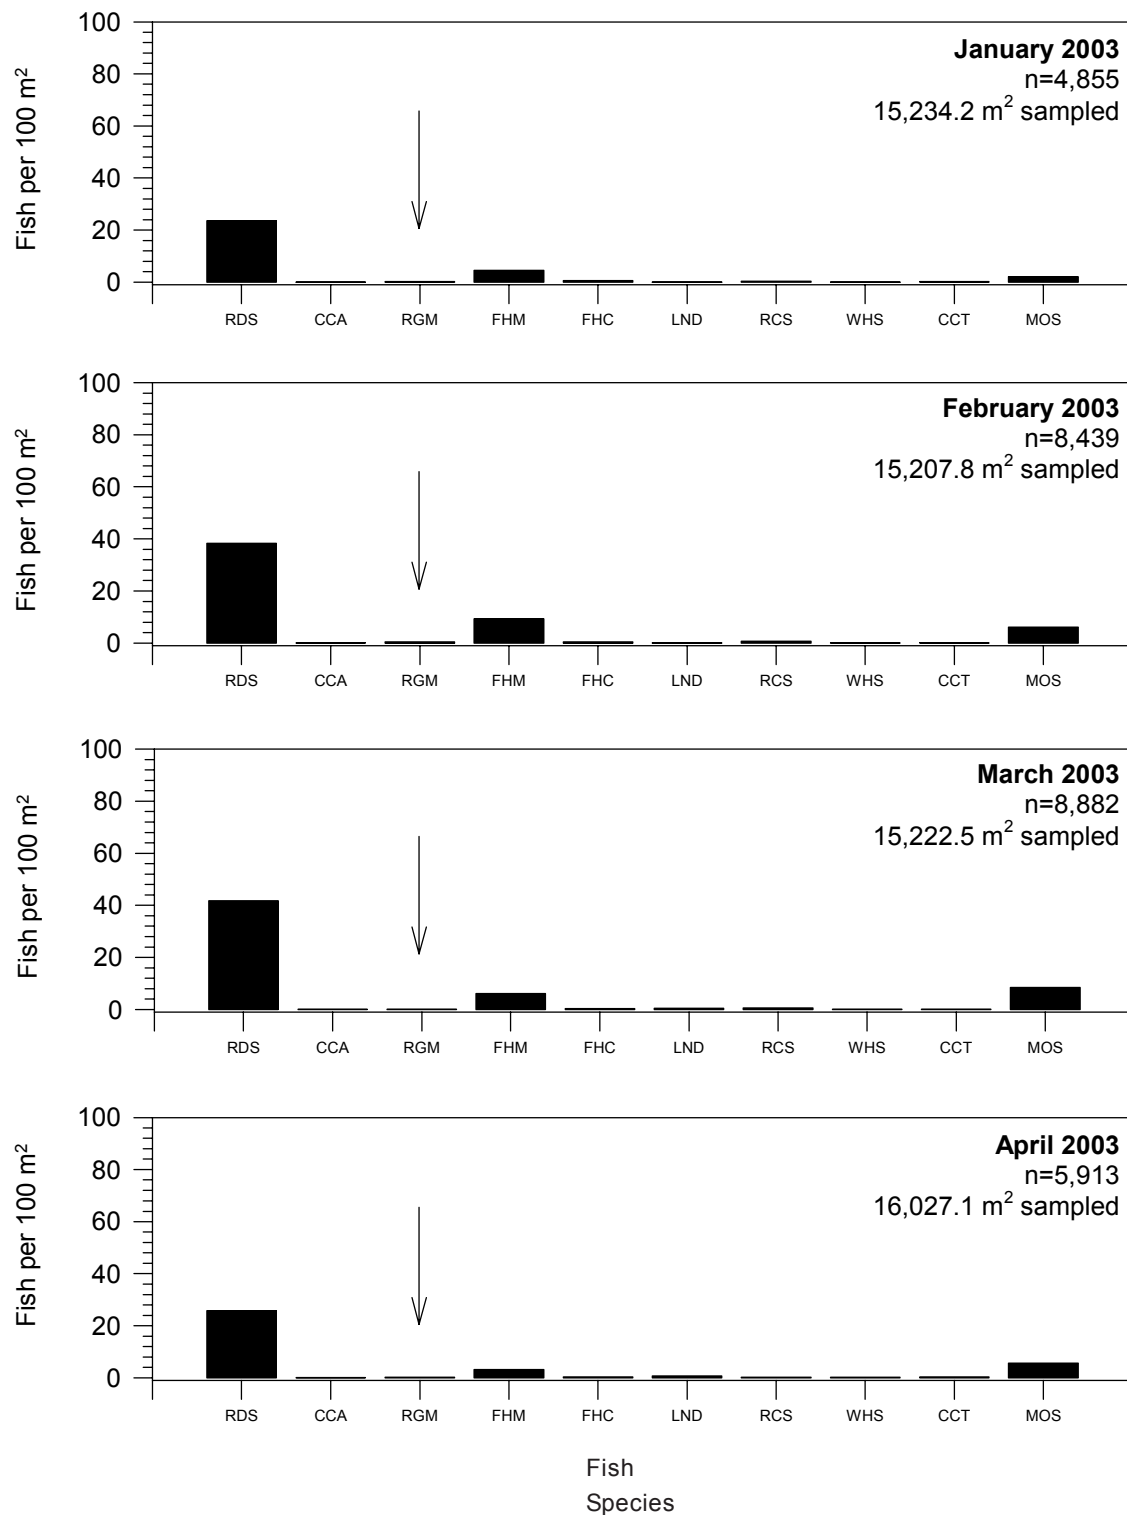 100
80
60
40
20
0
Fish per 100 m²
January 2003
n=4,855
15,234.2 m² sampled
RDS CCA RGM FHM FHC LND RCS WHS CCT MOS
100
80
60
40
20
0
Fish per 100 m²
February 2003
n=8,439
15,207.8 m² sampled
RDS CCA RGM FHM FHC LND RCS WHS CCT MOS
100
80
60
40
20
0
Fish per 100 m²
March 2003
n=8,882
15,222.5 m² sampled
RDS CCA RGM FHM FHC LND RCS WHS CCT MOS
100
80
60
40
20
0
Fish per 100 m²
April 2003
n=5,913
16,027.1 m² sampled
RDS CCA RGM FHM FHC LND RCS WHS CCT MOS
Fish
Species